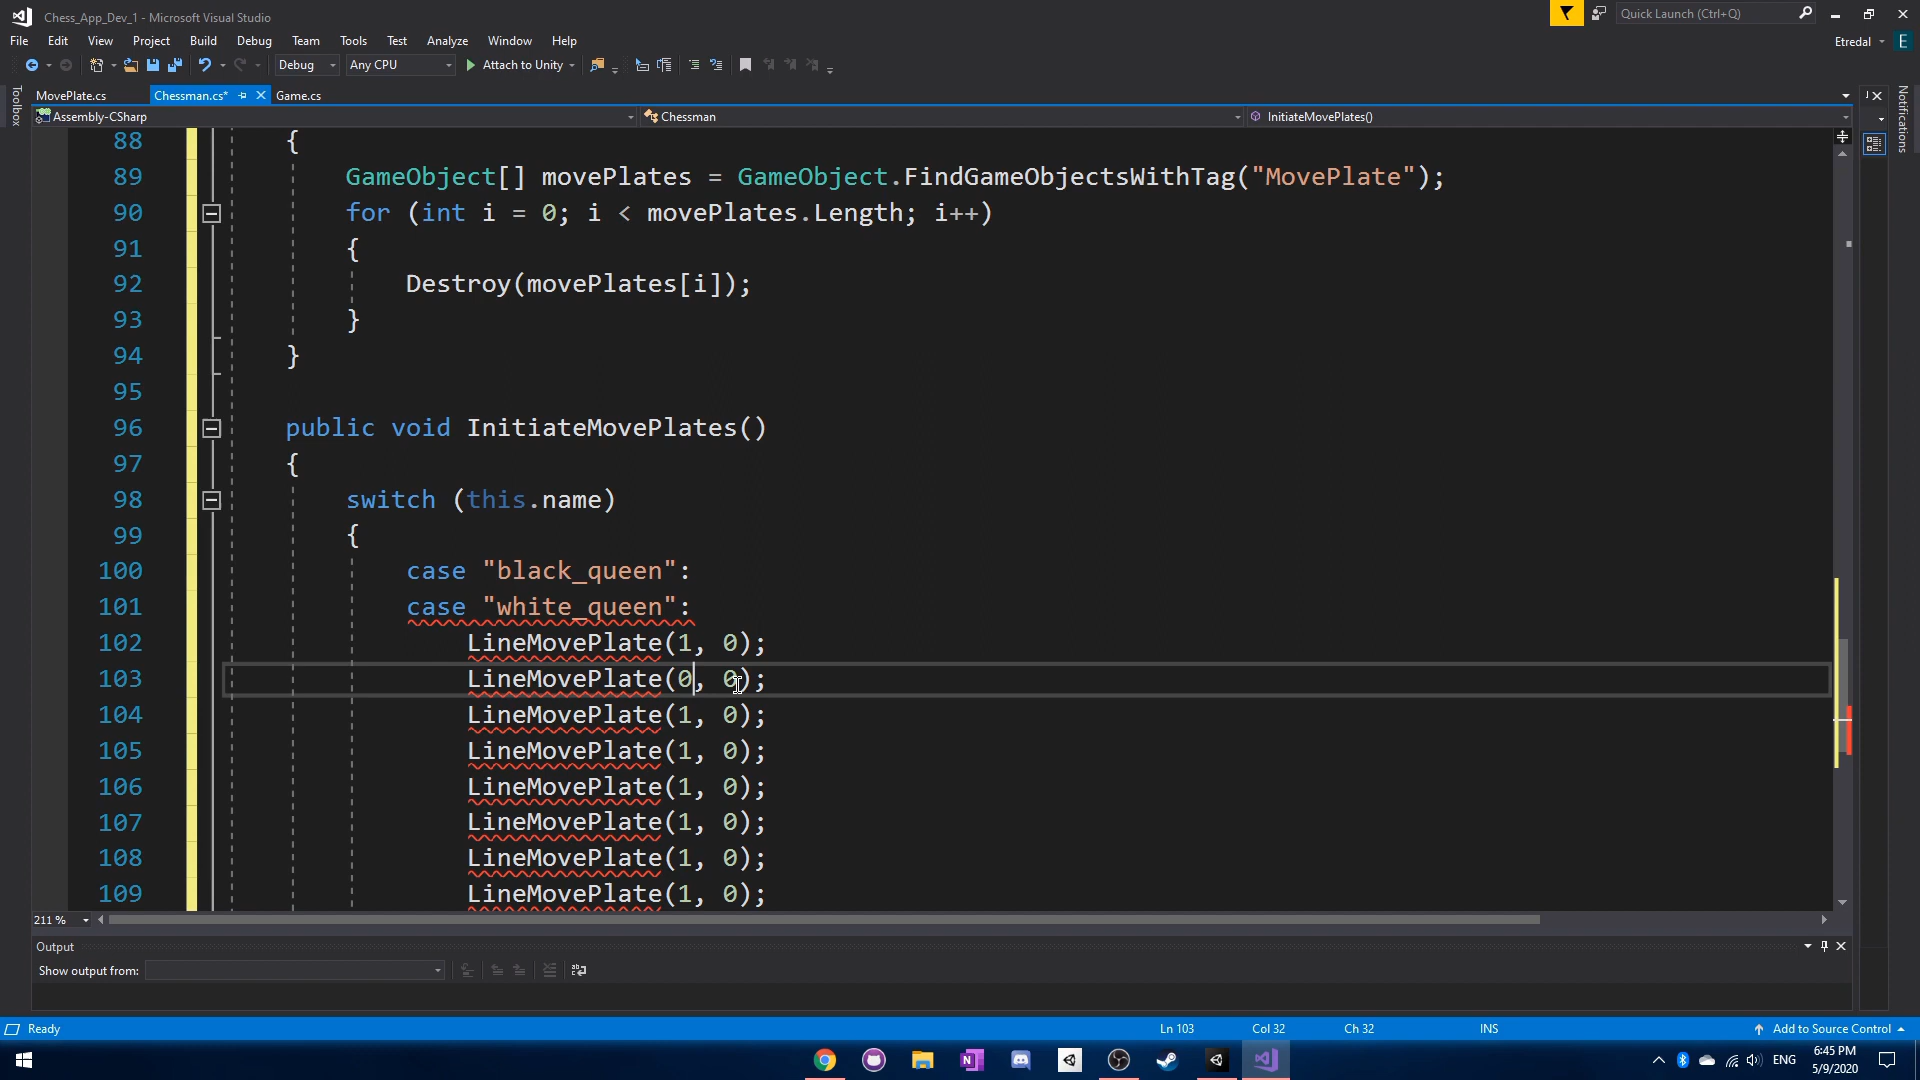 Chess_App_Dev_1 - Microsoft Visual Studio
Quick Launch (Ctrl+Q)
File Edit View Project Build Debug Team Tools Test Analyze Window Help
Etredal E
Debug Any CPU Attach to Unity
Toolbox
MovePlate.cs Chessman.cs* Game.cs
Notifications
Assembly-CSharp Chessman InitiateMovePlates()
88 {
89 GameObject[] movePlates = GameObject.FindGameObjectsWithTag("MovePlate");
90 for (int i = 0; i < movePlates.Length; i++)
91 {
92 Destroy(movePlates[i]);
93 }
94 }
95
96 public void InitiateMovePlates()
97 {
98 switch (this.name)
99 {
100 case "black_queen":
101 case "white_queen":
102 LineMovePlate(1, 0);
103 LineMovePlate(0, 0);
104 LineMovePlate(1, 0);
105 LineMovePlate(1, 0);
106 LineMovePlate(1, 0);
107 LineMovePlate(1, 0);
108 LineMovePlate(1, 0);
109 LineMovePlate(1, 0);
211 %
Output
Show output from:
Ready Ln 103 Col 32 Ch 32 INS Add to Source Control
ENG 6:45 PM
5/9/2020